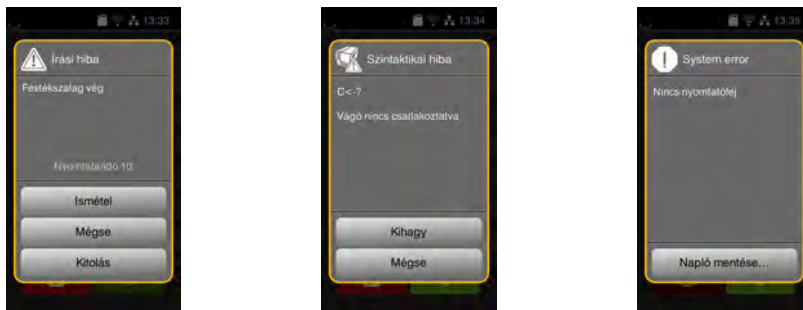 13:33
Írási hiba
Festékszalag vég
Nyomtatandó 10
Ismétel
Mégse
Kitolás
13:34
Szintaktikai hiba
C<-?
Vágó nincs csatlakoztatva
Kihagy
Mégse
13:35
System error
Nincs nyomtatófej
Napló mentése...